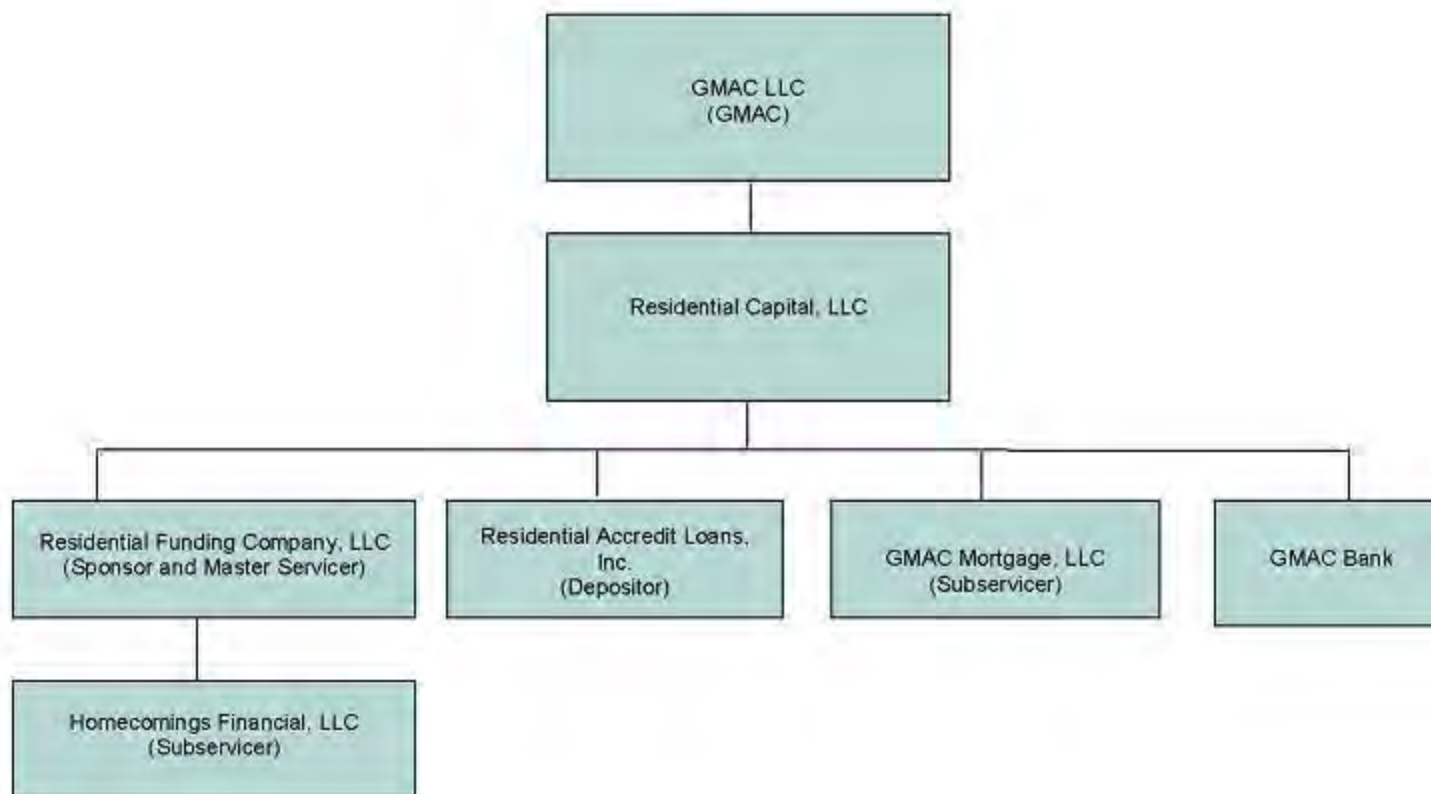 GMAC LLC
(GMAC)
Residential Capital, LLC
Residential Funding Company, LLC
(Sponsor and Master Servicer)
Residential Accredit Loans,
Inc.
(Depositor)
GMAC Mortgage, LLC
(Subservicer)
GMAC Bank
Homecomings Financial, LLC
(Subservicer)